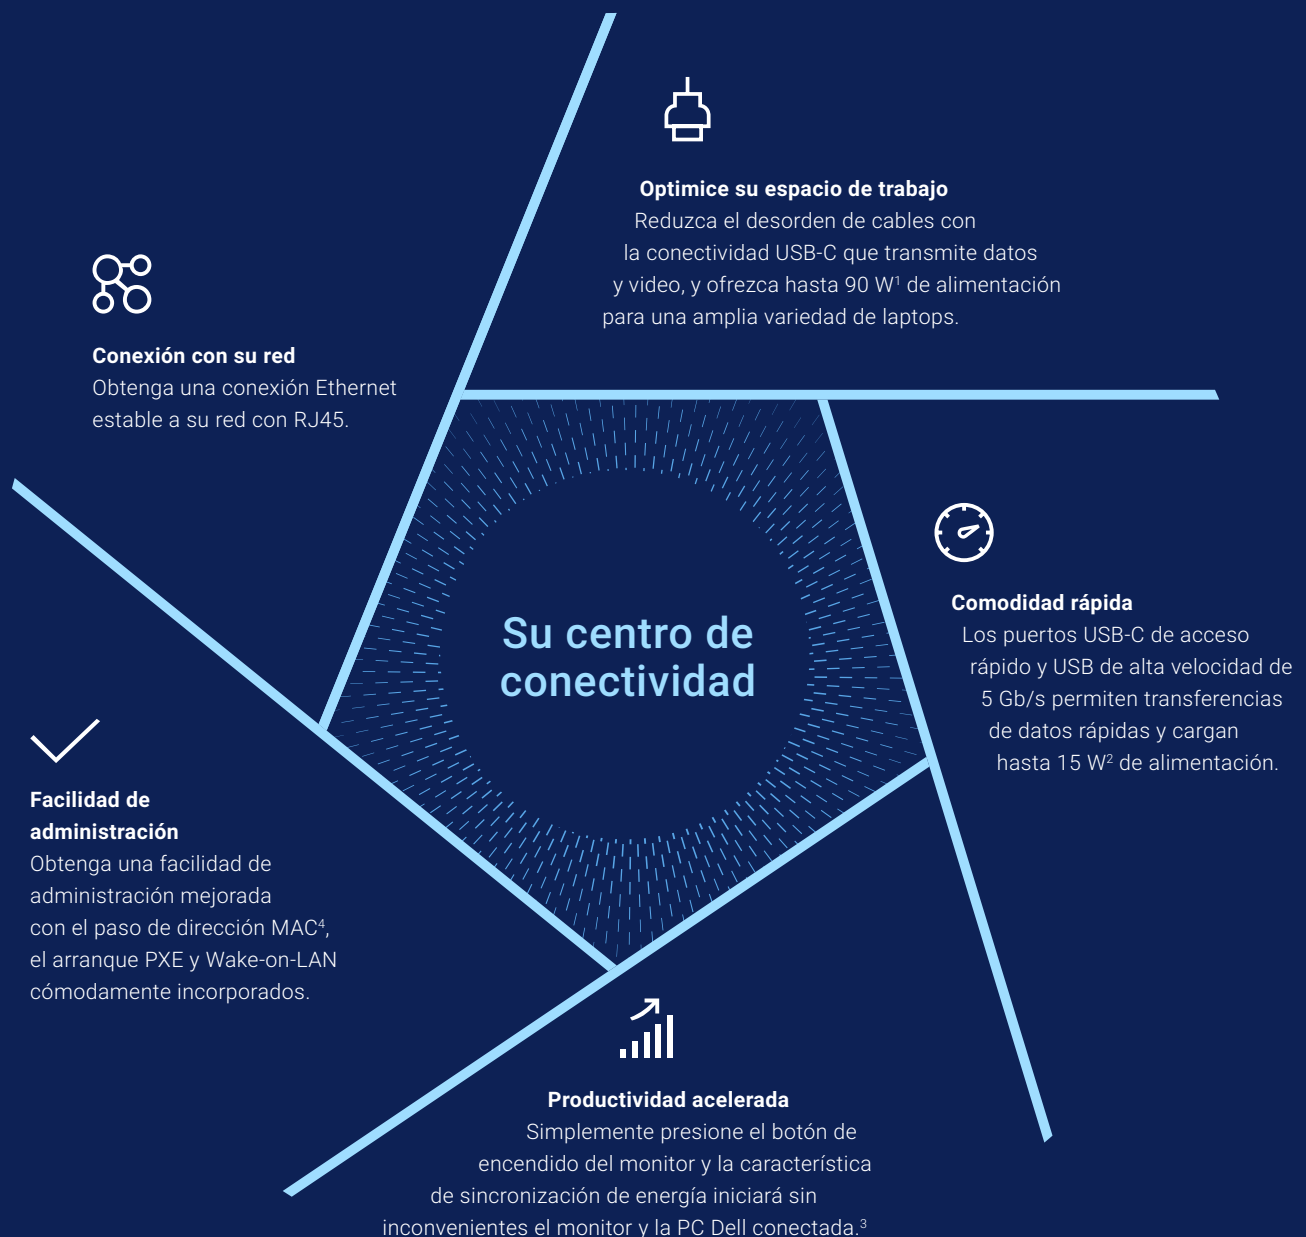 Optimice su espacio de trabajo
Reduzca el desorden de cables con
la conectividad USB-C que transmite datos
y video, y ofrezca hasta 90 W¹ de alimentación
para una amplia variedad de laptops.
Conexión con su red
Obtenga una conexión Ethernet
estable a su red con RJ45.
Su centro de
conectividad
Comodidad rápida
Los puertos USB-C de acceso
rápido y USB de alta velocidad de
5 Gb/s permiten transferencias
de datos rápidas y cargan
hasta 15 W² de alimentación.
Facilidad de
administración
Obtenga una facilidad de
administración mejorada
con el paso de dirección MAC⁴,
el arranque PXE y Wake-on-LAN
cómodamente incorporados.
Productividad acelerada
Simplemente presione el botón de
encendido del monitor y la característica
de sincronización de energía iniciará sin
inconvenientes el monitor y la PC Dell conectada.³